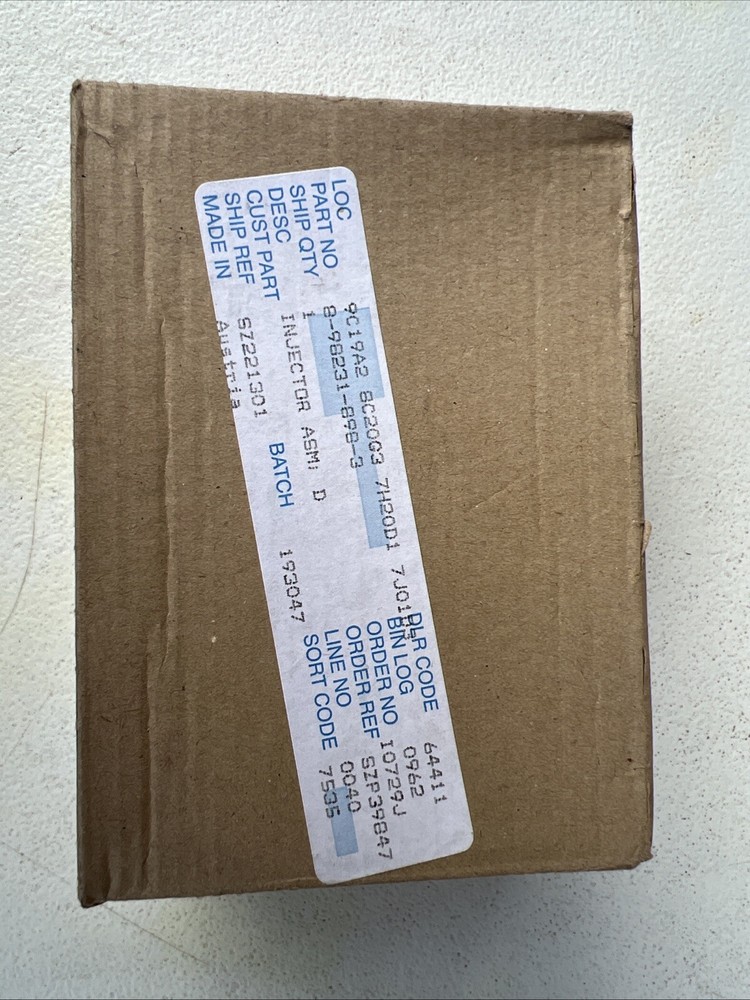 LOC 9C19A2 8C20G3 7H20D1 7J01
PART NO 8-98231-898-3
SHIP QTY 1
DESC INJECTOR ASM; D
CUST PART
SHIP REF SZ221301 BATCH 193047
MADE IN Austria
DLR CODE 64411
BIN LOG 0962
ORDER NO I0729J
ORDER REF SZP39847
LINE NO 0040
SORT CODE 7535